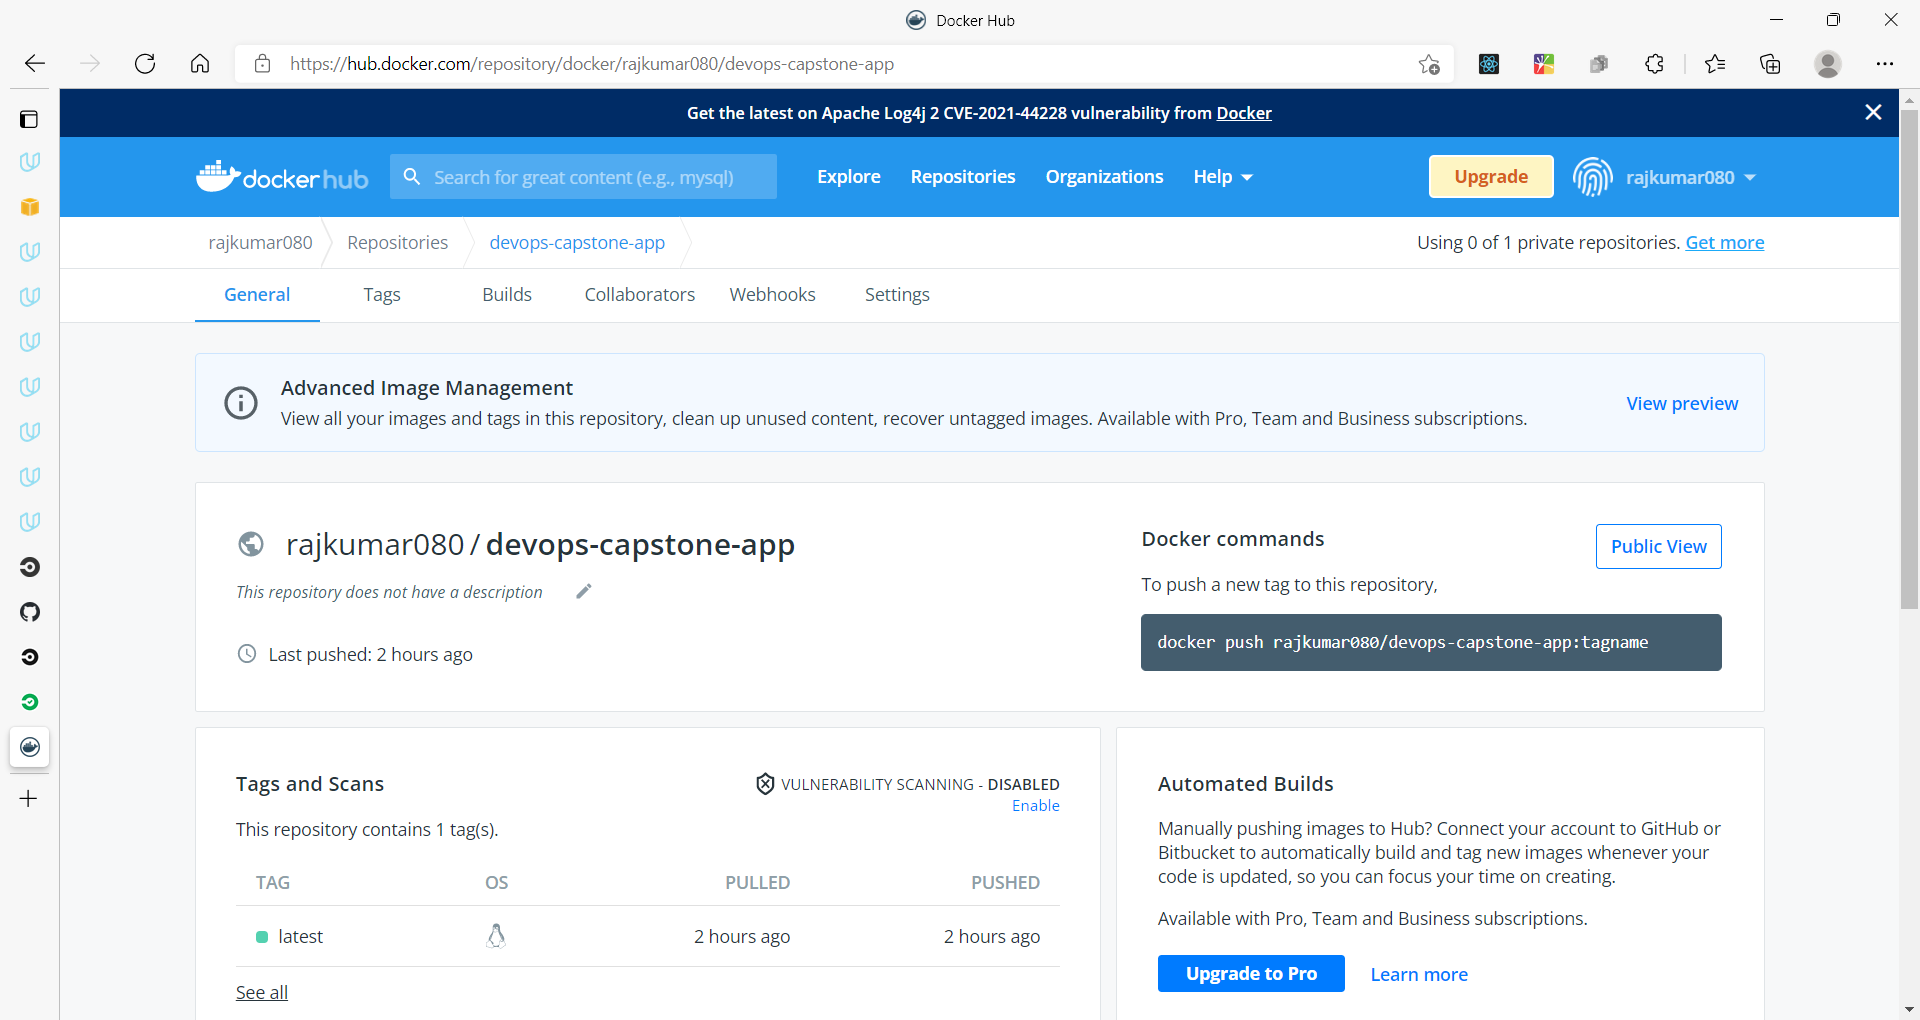 Docker Hub
https://hub.docker.com/repository/docker/rajkumar080/devops-capstone-app
Get the latest on Apache Log4j 2 CVE-2021-44228 vulnerability from Docker
docker hub
Search for great content (e.g., mysql)
Explore
Repositories
Organizations
Help
Upgrade
rajkumar080
rajkumar080
Repositories
devops-capstone-app
Using 0 of 1 private repositories. Get more
General
Tags
Builds
Collaborators
Webhooks
Settings
Advanced Image Management
View all your images and tags in this repository, clean up unused content, recover untagged images. Available with Pro, Team and Business subscriptions.
View preview
rajkumar080 / devops-capstone-app
This repository does not have a description
Last pushed: 2 hours ago
Docker commands
Public View
To push a new tag to this repository,
docker push rajkumar080/devops-capstone-app:tagname
Tags and Scans
VULNERABILITY SCANNING - DISABLED
Enable
This repository contains 1 tag(s).
TAG OS PULLED PUSHED
latest 2 hours ago 2 hours ago
See all
Automated Builds
Manually pushing images to Hub? Connect your account to GitHub or
Bitbucket to automatically build and tag new images whenever your
code is updated, so you can focus your time on creating.
Available with Pro, Team and Business subscriptions.
Upgrade to Pro
Learn more